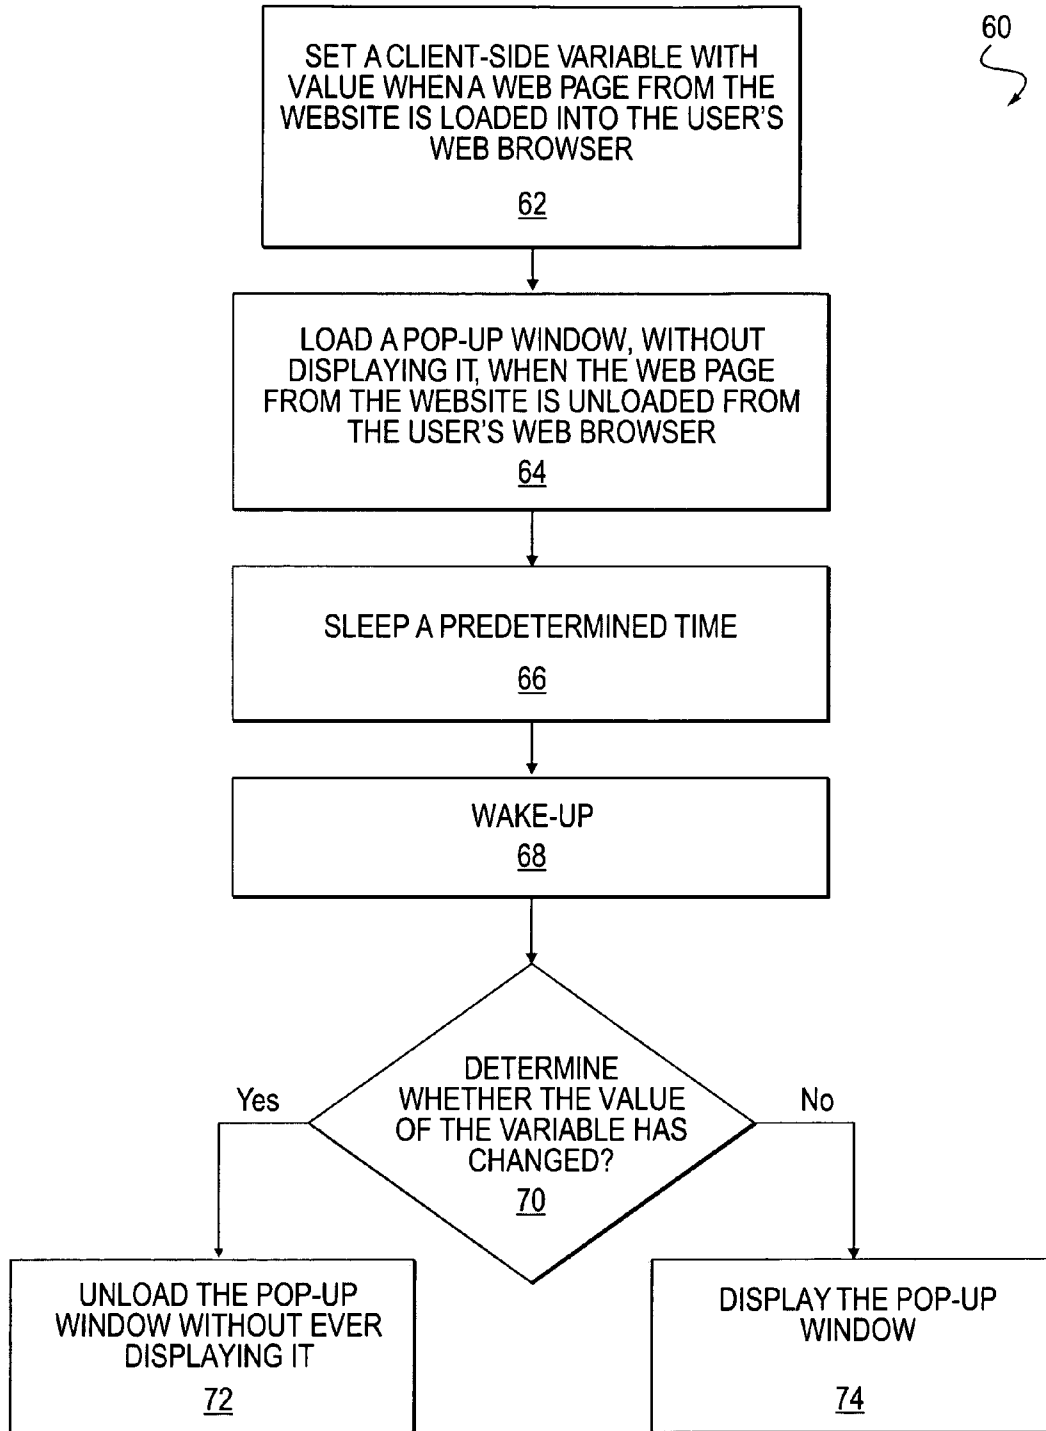 60
SET A CLIENT-SIDE VARIABLE WITH
VALUE WHEN A WEB PAGE FROM THE
WEBSITE IS LOADED INTO THE USER'S
WEB BROWSER
62
LOAD A POP-UP WINDOW, WITHOUT
DISPLAYING IT, WHEN THE WEB PAGE
FROM THE WEBSITE IS UNLOADED FROM
THE USER'S WEB BROWSER
64
SLEEP A PREDETERMINED TIME
66
WAKE-UP
68
DETERMINE
WHETHER THE VALUE
OF THE VARIABLE HAS
CHANGED?
70
Yes
No
UNLOAD THE POP-UP
WINDOW WITHOUT EVER
DISPLAYING IT
72
DISPLAY THE POP-UP
WINDOW
74